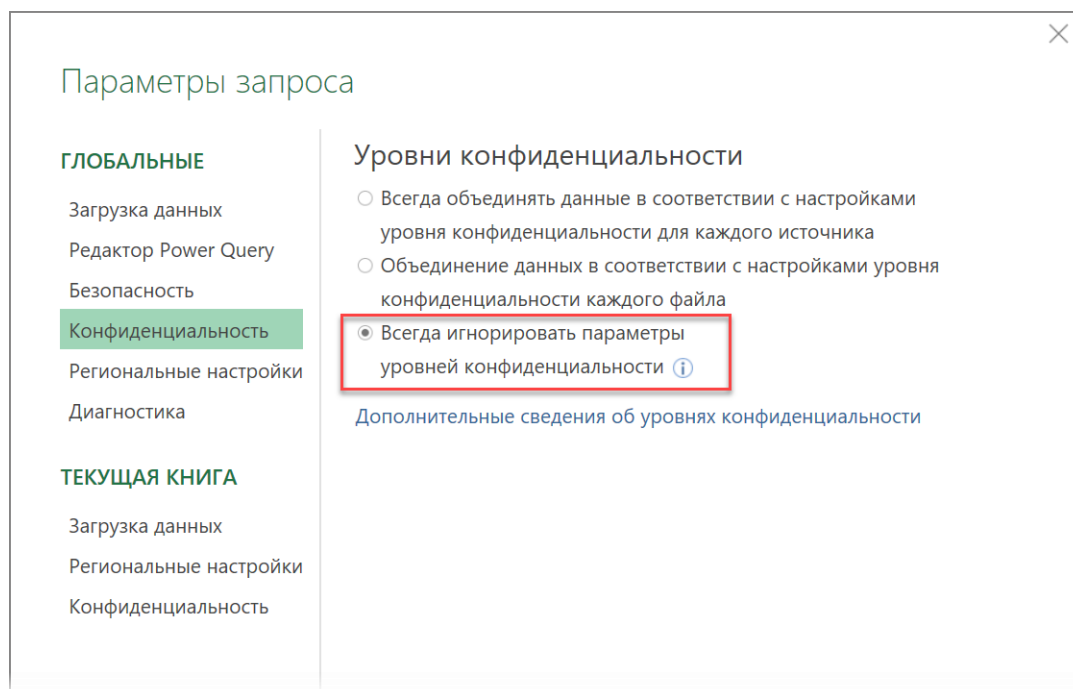 Параметры запроса
ГЛОБАЛЬНЫЕ
Загрузка данных
Редактор Power Query
Безопасность
Конфиденциальность
Региональные настройки
Диагностика
ТЕКУЩАЯ КНИГА
Загрузка данных
Региональные настройки
Конфиденциальность
Уровни конфиденциальности
Всегда объединять данные в соответствии с настройками
уровня конфиденциальности для каждого источника
Объединение данных в соответствии с настройками уровня
конфиденциальности каждого файла
Всегда игнорировать параметры
уровней конфиденциальности
Дополнительные сведения об уровнях конфиденциальности